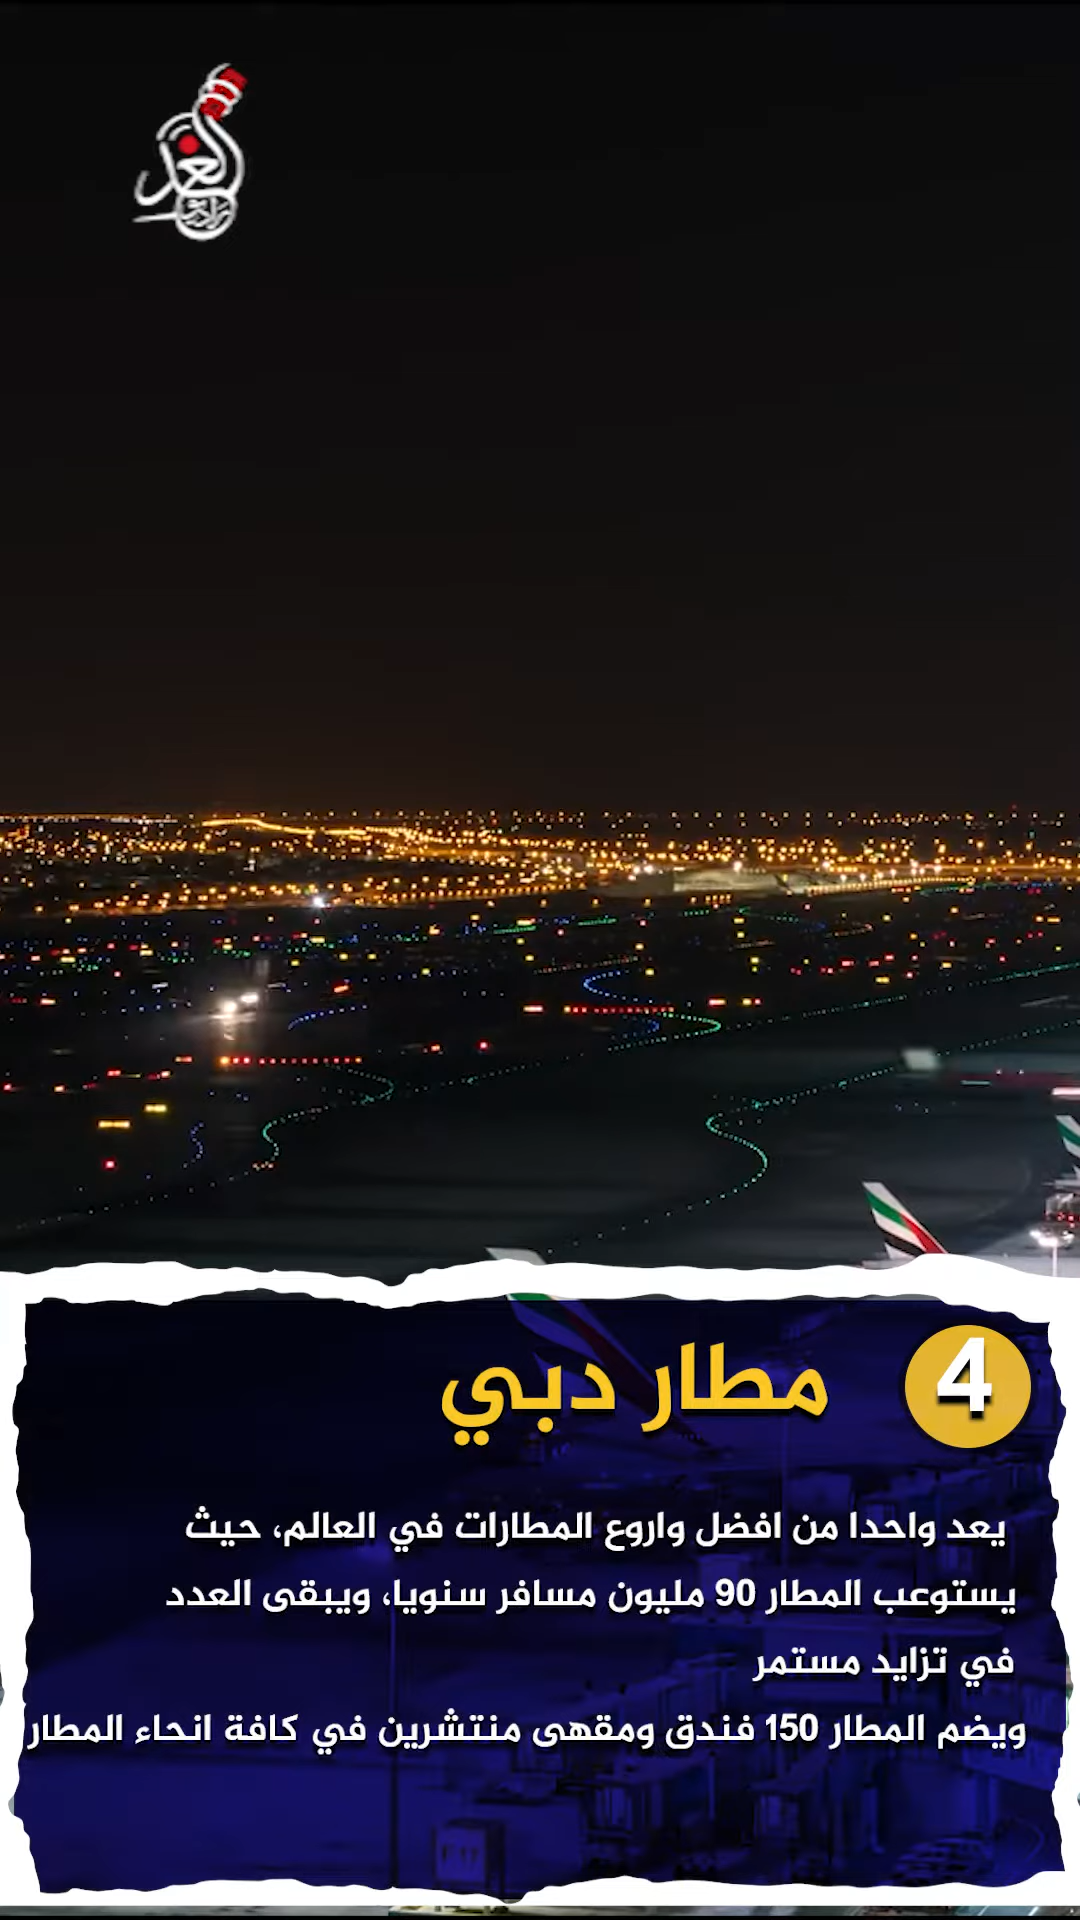 الغد
4
مطار دبي
يعد واحدا من افضل واروع المطارات في العالم، حيث
يستوعب المطار 90 مليون مسافر سنويا، ويبقى العدد
في تزايد مستمر
ويضم المطار 150 فندق ومقهى منتشرين في كافة انحاء المطار